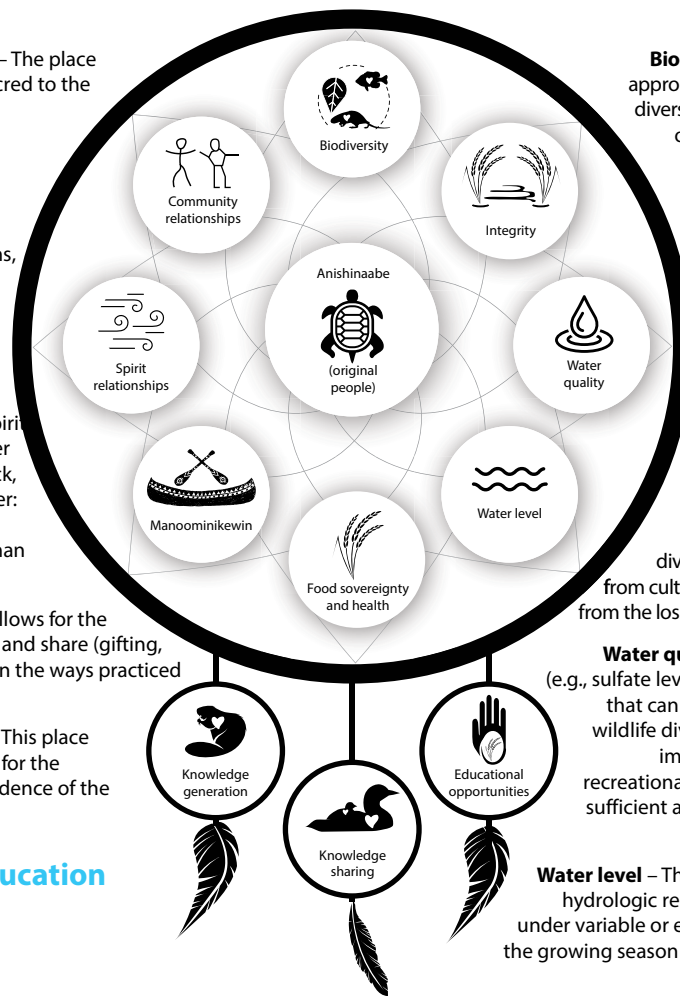 – The place
cred to the
ns,
pirit
er
ck,
er:
han
llows for the
and share (gifting,
n the ways practiced
This place
for the
dence of the
ucation
Biodiversity
Community
relationships
Integrity
Anishinaabe
(original
people)
Spirit
relationships
Water
quality
Manoominikewin
Water level
Food sovereignty
and health
Knowledge
generation
Knowledge
sharing
Educational
opportunities
Bio
appro
divers
div
from cult
from the los
Water qu
(e.g., sulfate lev
that can
wildlife div
im
recreationa
sufficient a
Water level – Th
hydrologic re
under variable or e
the growing season